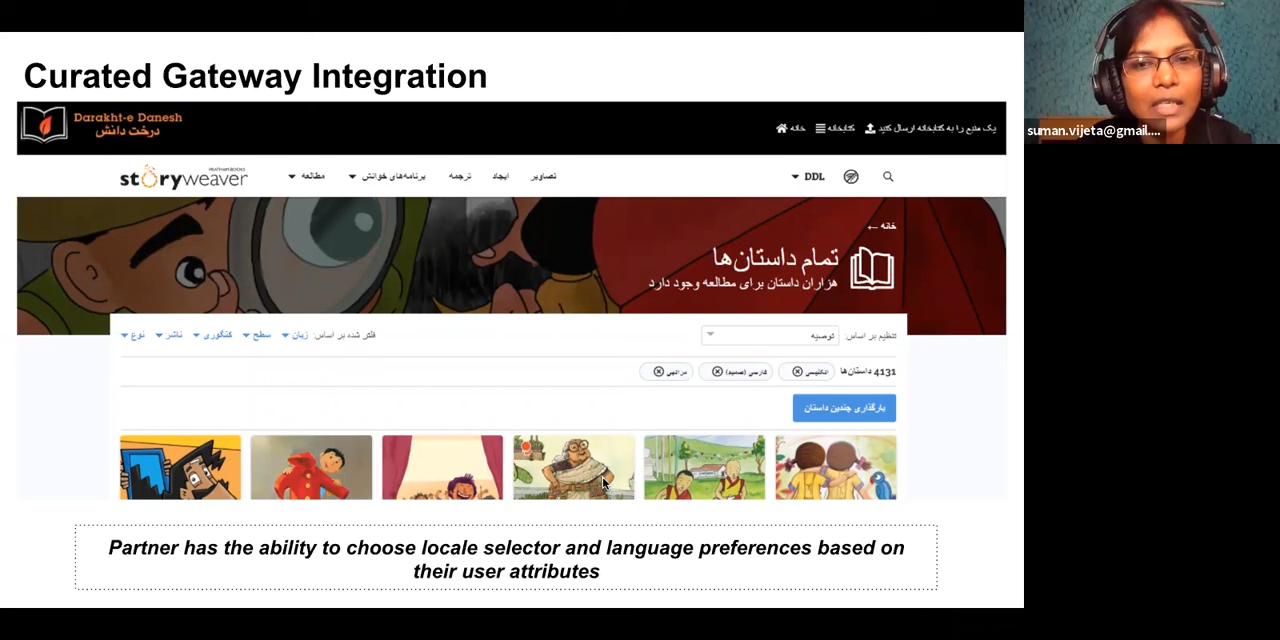 Curated Gateway Integration
Darakht-e Danesh
درخت دانش
خانه
کتابخانه
یک منبع را به کتابخانه ارسال کنید
PRATHAM BOOKS
storyweaver
مطالعه
برنامه‌های خوانش
ترجمه
ایجاد
تصاویر
DDL
خانه ←
تمام داستان‌ها
هزاران داستان برای مطالعه وجود دارد
تنظیم بر اساس:
توصیه
فلتر شده بر اساس:
زبان
سطح
کتگوری
ناشر
نوع
4131 داستان‌ها
انگلیسی
مراتهی
بارگذاری چندین داستان
Partner has the ability to choose locale selector and language preferences based on
their user attributes
suman.vijeta@gmail....